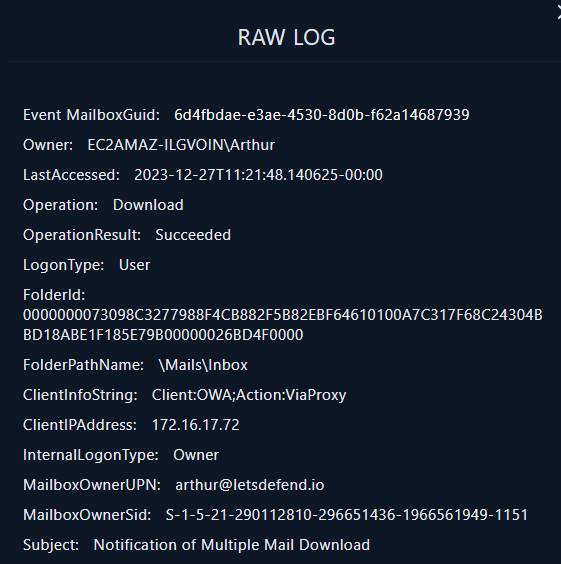 RAW LOG
Event MailboxGuid: 6d4fbdae-e3ae-4530-8d0b-f62a14687939
Owner: EC2AMAZ-ILGVOIN\Arthur
LastAccessed: 2023-12-27T11:21:48.140625-00:00
Operation: Download
OperationResult: Succeeded
LogonType: User
FolderId:
0000000073098C3277988F4CB882F5B82EBF64610100A7C317F68C24304B
BD18ABE1F185E79B00000026BD4F0000
FolderPathName: \Mails\Inbox
ClientInfoString: Client:OWA;Action:ViaProxy
ClientIPAddress: 172.16.17.72
InternalLogonType: Owner
MailboxOwnerUPN: arthur@letsdefend.io
MailboxOwnerSid: S-1-5-21-290112810-296651436-1966561949-1151
Subject: Notification of Multiple Mail Download